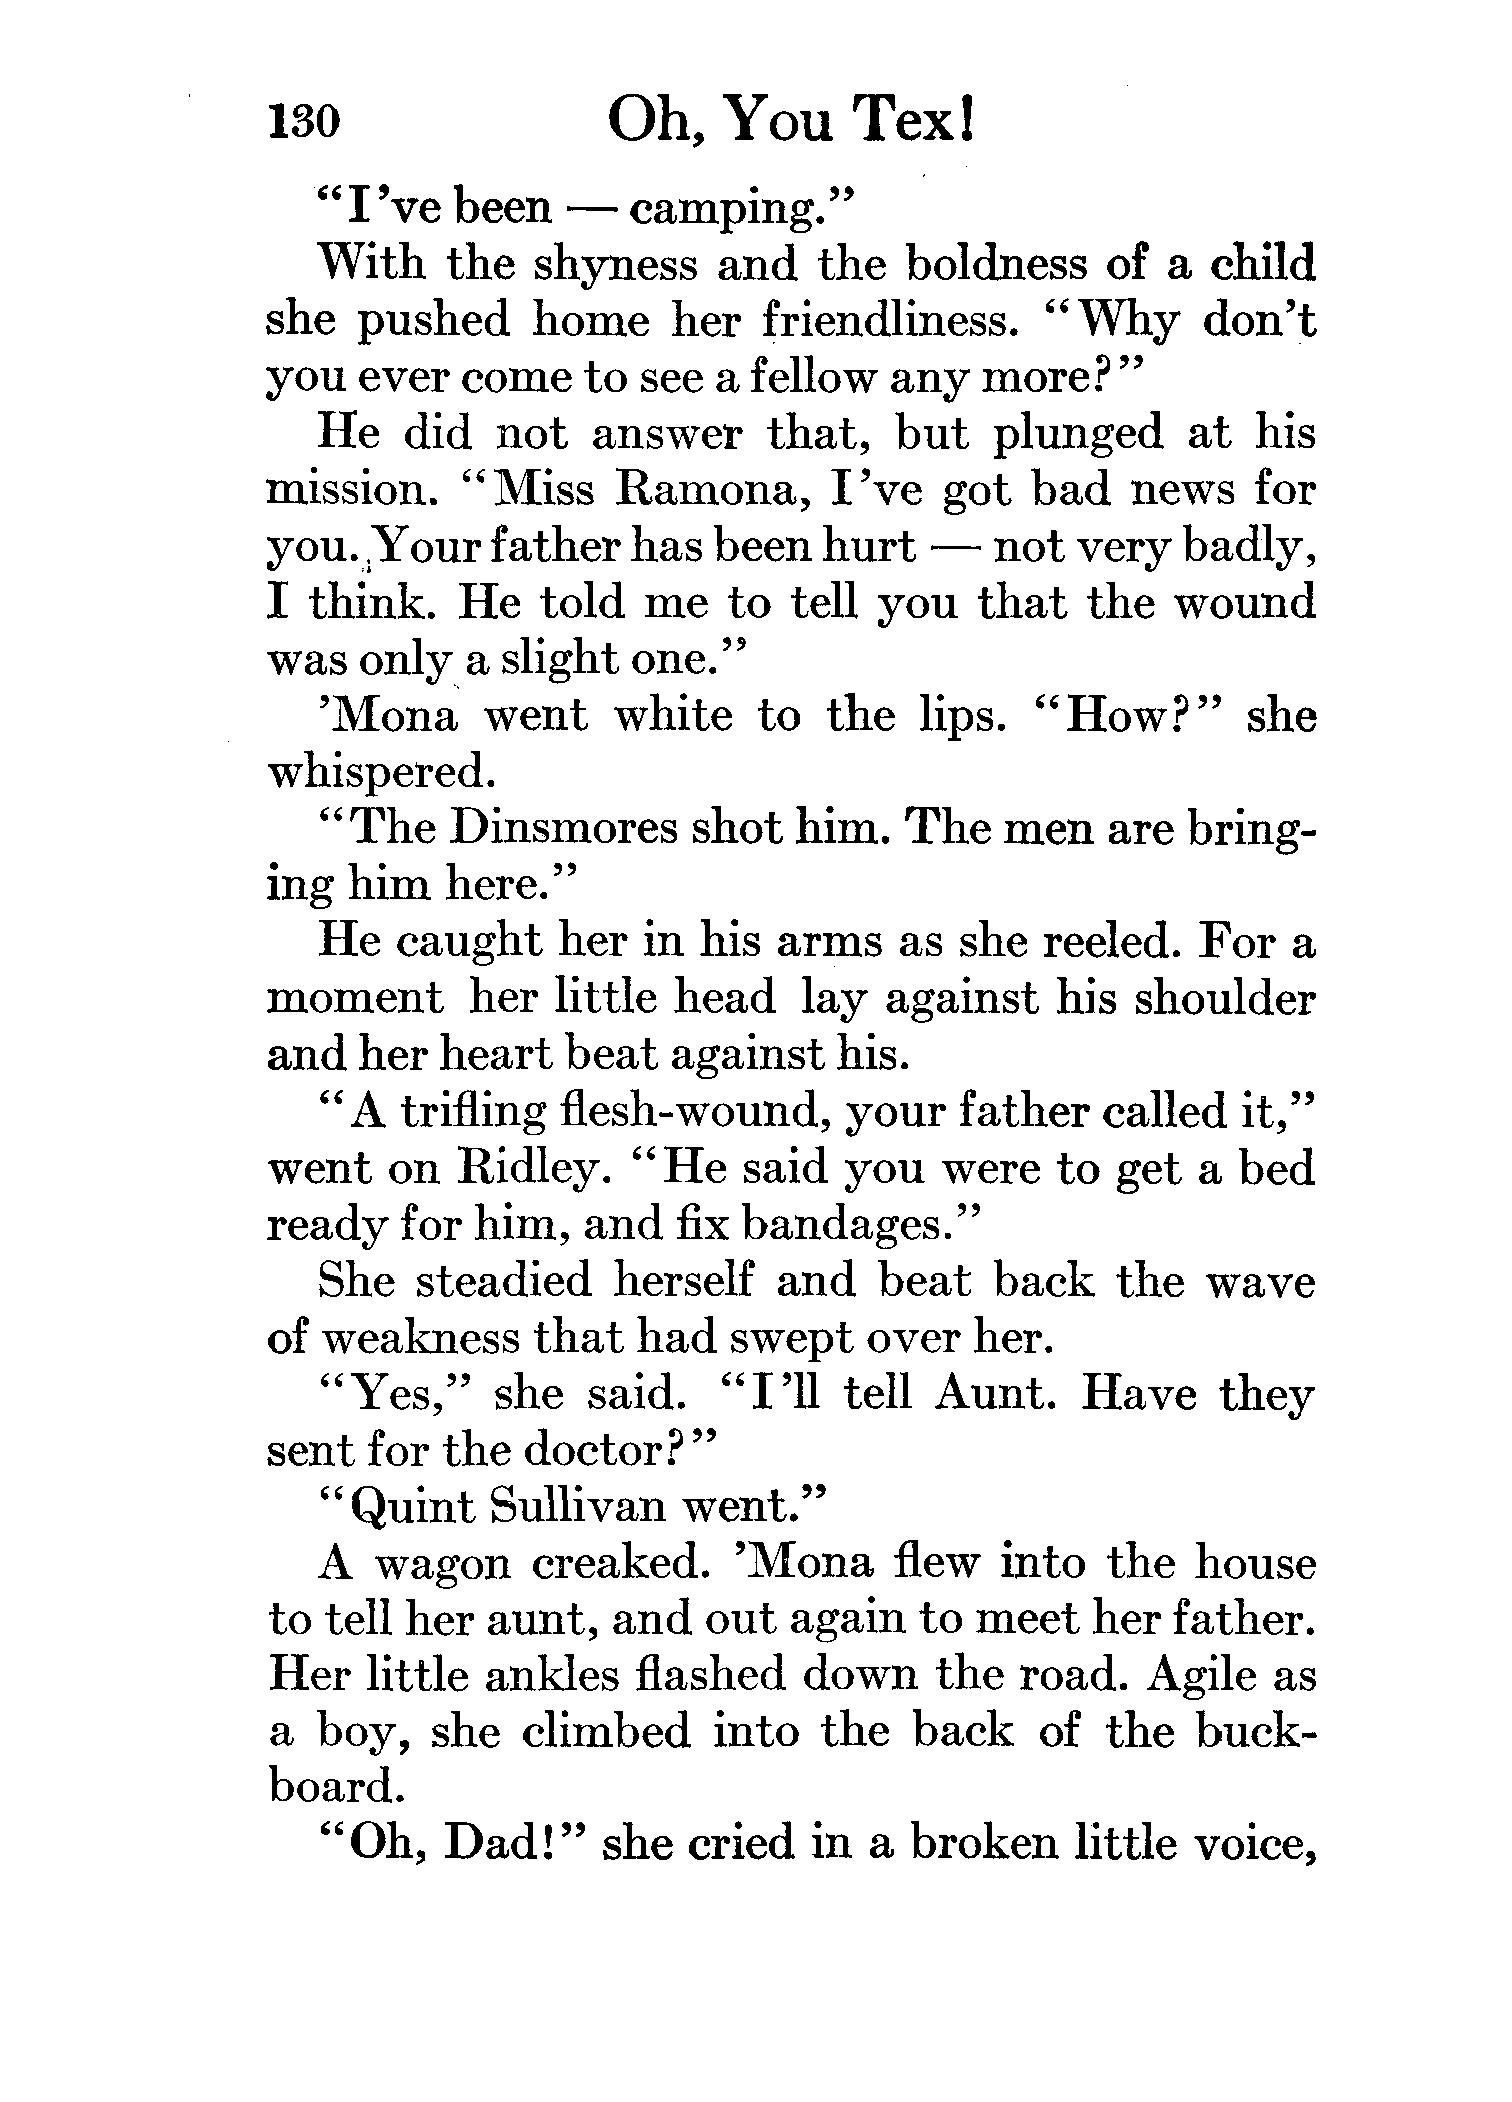 130 Oh, You Tex!
“I’ve been — camping.”
With the shyness and the boldness of a child
she pushed home her friendliness. “Why don’t
you ever come to see a fellow any more?”
He did not answer that, but plunged at his
mission. “Miss Ramona, I’ve got bad news for
you. Your father has been hurt — not very badly,
I think. He told me to tell you that the wound
was only a slight one.”
’Mona went white to the lips. “How?” she
whispered.
“The Dinsmores shot him. The men are bring-
ing him here.”
He caught her in his arms as she reeled. For a
moment her little head lay against his shoulder
and her heart beat against his.
“A trifling flesh-wound, your father called it,”
went on Ridley. “He said you were to get a bed
ready for him, and fix bandages.”
She steadied herself and beat back the wave
of weakness that had swept over her.
“Yes,” she said. “I’ll tell Aunt. Have they
sent for the doctor?”
“Quint Sullivan went.”
A wagon creaked. ’Mona flew into the house
to tell her aunt, and out again to meet her father.
Her little ankles flashed down the road. Agile as
a boy, she climbed into the back of the buck-
board.
“Oh, Dad!” she cried in a broken little voice,